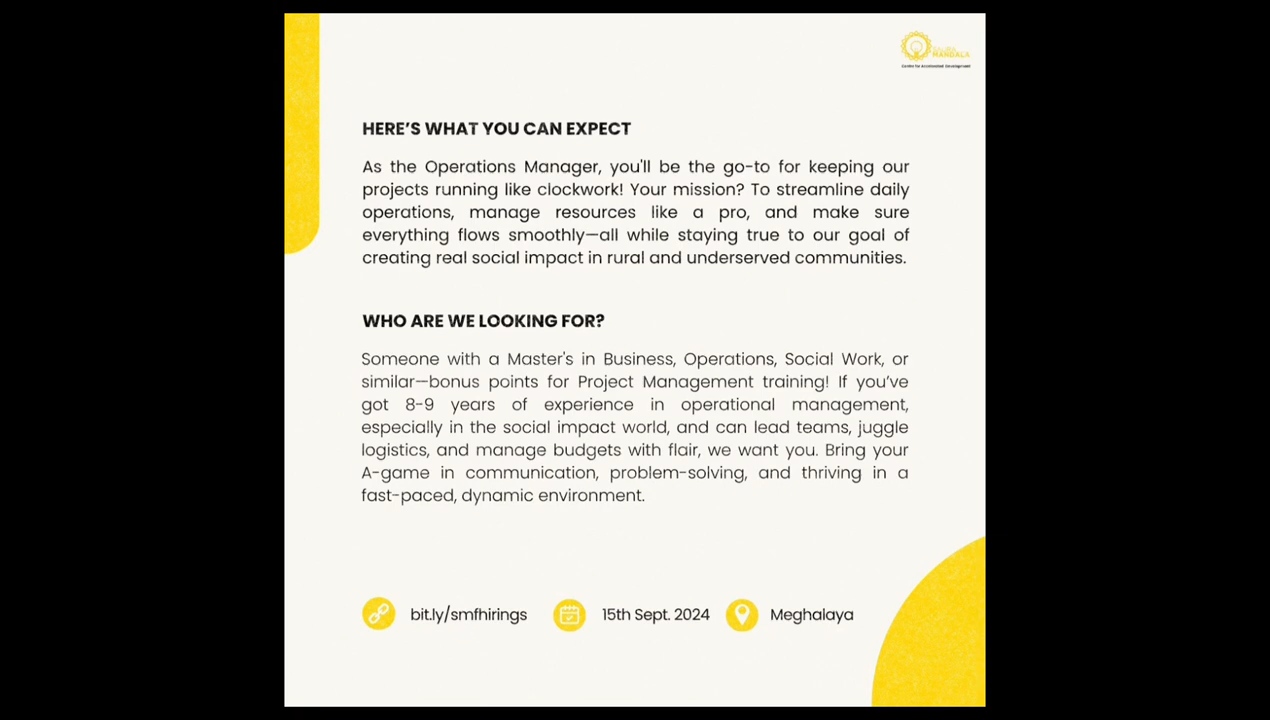 MANDALA
Centre for Accelerated Development
HERE'S WHAT YOU CAN EXPECT
As the Operations Manager, you'll be the go-to for keeping our
projects running like clockwork! Your mission? To streamline daily
operations, manage resources like a pro, and make sure
everything flows smoothly—all while staying true to our goal of
creating real social impact in rural and underserved communities.
WHO ARE WE LOOKING FOR?
Someone with a Master's in Business, Operations, Social Work, or
similar—bonus points for Project Management training! If you've
got 8-9 years of experience in operational management,
especially in the social impact world, and can lead teams, juggle
logistics, and manage budgets with flair, we want you. Bring your
A-game in communication, problem-solving, and thriving in a
fast-paced, dynamic environment.
bit.ly/smfhirings 15th Sept. 2024 Meghalaya